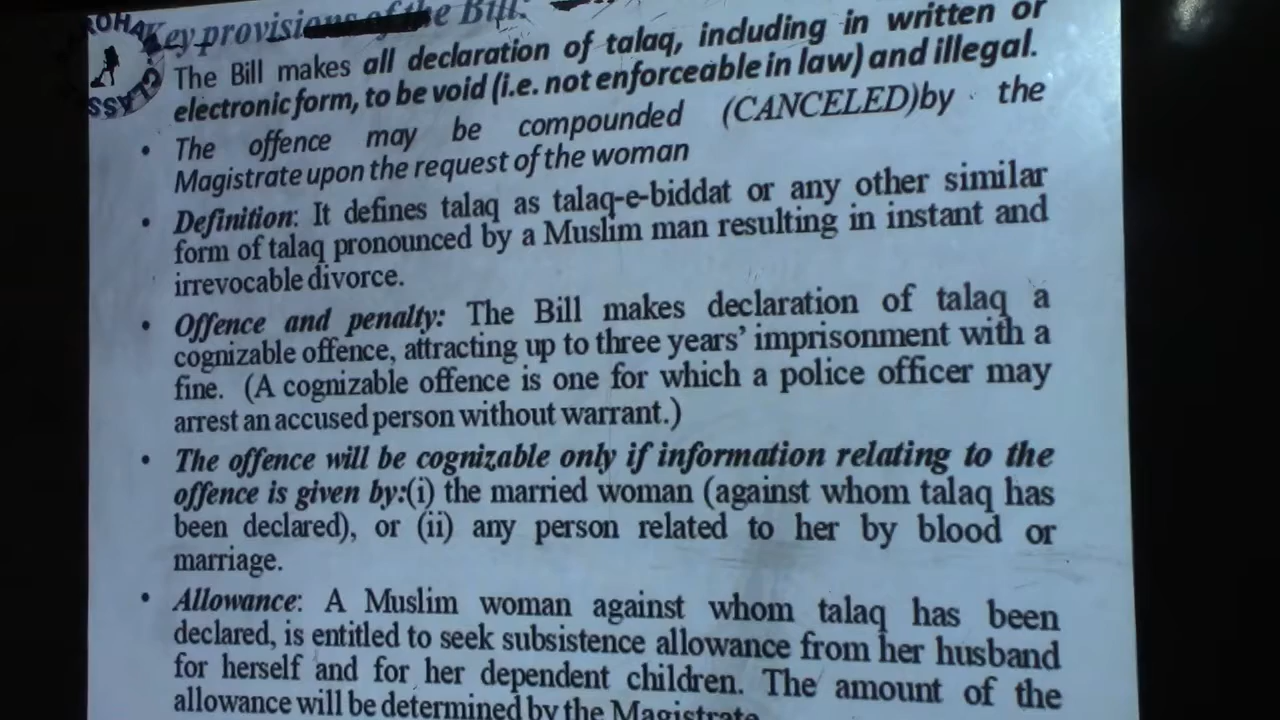 ROHA
CLASS
Key provisions of the Bill:
The Bill makes all declaration of talaq, including in written or
electronic form, to be void (i.e. not enforceable in law) and illegal.
• The offence may be compounded (CANCELED)by the
Magistrate upon the request of the woman
• Definition: It defines talaq as talaq-e-biddat or any other similar
form of talaq pronounced by a Muslim man resulting in instant and
irrevocable divorce.
• Offence and penalty: The Bill makes declaration of talaq a
cognizable offence, attracting up to three years’ imprisonment with a
fine. (A cognizable offence is one for which a police officer may
arrest an accused person without warrant.)
• The offence will be cognizable only if information relating to the
offence is given by:(i) the married woman (against whom talaq has
been declared), or (ii) any person related to her by blood or
marriage.
• Allowance: A Muslim woman against whom talaq has been
declared, is entitled to seek subsistence allowance from her husband
for herself and for her dependent children. The amount of the
allowance will be determined by the Magistrate.